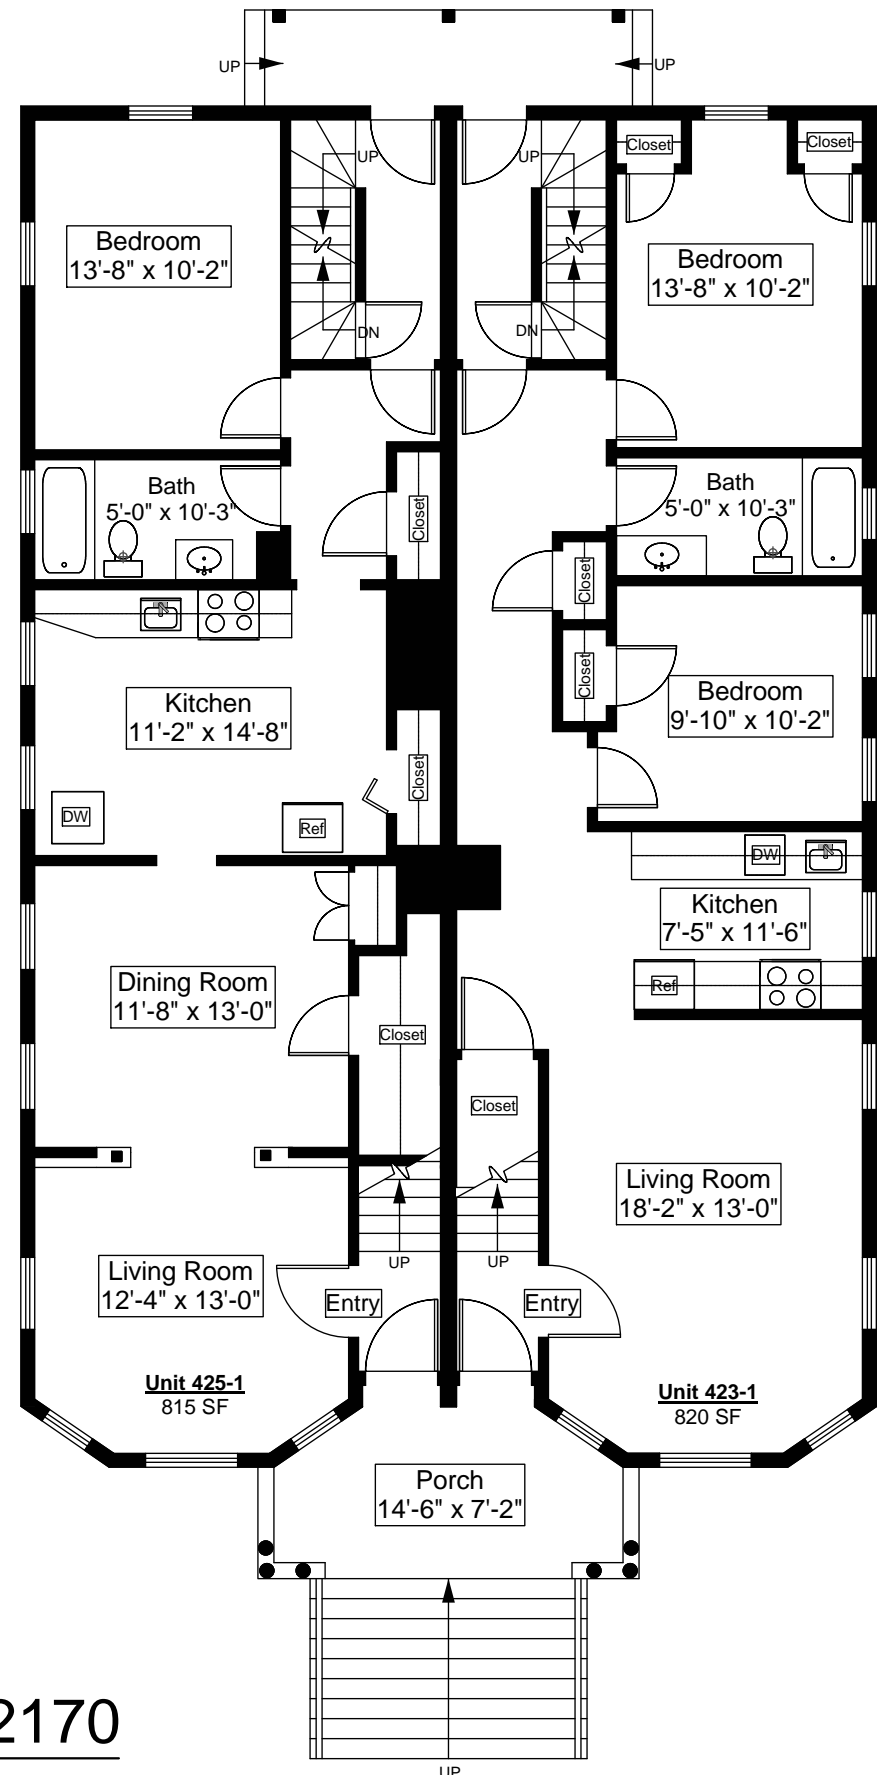 UP
UP
UP
UP
Closet
Closet
Bedroom
13'-8" x 10'-2"
Bedroom
13'-8" x 10'-2"
DN
DN
Bath
5'-0" x 10'-3"
Closet
Bath
5'-0" x 10'-3"
Closet
Closet
Kitchen
11'-2" x 14'-8"
Bedroom
9'-10" x 10'-2"
Closet
DW
Ref
DW
Kitchen
7'-5" x 11'-6"
Ref
Dining Room
11'-8" x 13'-0"
Closet
Closet
Living Room
18'-2" x 13'-0"
UP
UP
Living Room
12'-4" x 13'-0"
Entry
Entry
Unit 425-1
815 SF
Unit 423-1
820 SF
Porch
14'-6" x 7'-2"
2170
UP